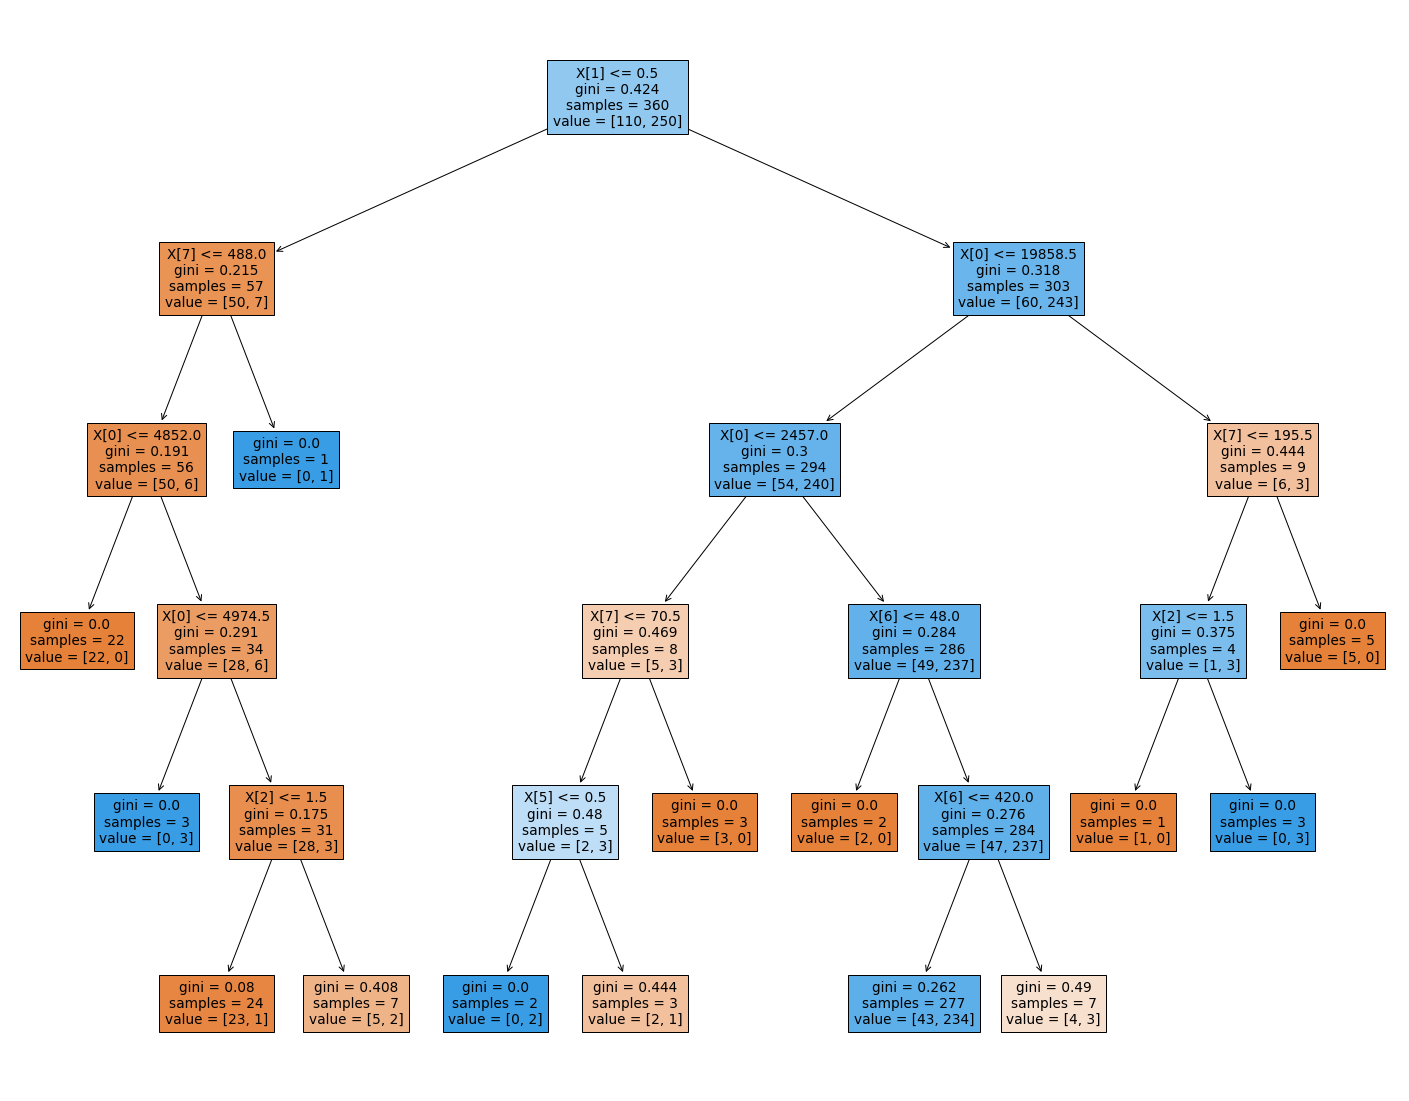 X[1] <= 0.5
gini = 0.424
samples = 360
value = [110, 250]
X[7] <= 488.0
gini = 0.215
samples = 57
value = [50, 7]
X[0] <= 19858.5
gini = 0.318
samples = 303
value = [60, 243]
X[0] <= 4852.0
gini = 0.191
samples = 56
value = [50, 6]
gini = 0.0
samples = 1
value = [0, 1]
X[0] <= 2457.0
gini = 0.3
samples = 294
value = [54, 240]
X[7] <= 195.5
gini = 0.444
samples = 9
value = [6, 3]
gini = 0.0
samples = 22
value = [22, 0]
X[0] <= 4974.5
gini = 0.291
samples = 34
value = [28, 6]
X[7] <= 70.5
gini = 0.469
samples = 8
value = [5, 3]
X[6] <= 48.0
gini = 0.284
samples = 286
value = [49, 237]
X[2] <= 1.5
gini = 0.375
samples = 4
value = [1, 3]
gini = 0.0
samples = 5
value = [5, 0]
gini = 0.0
samples = 3
value = [0, 3]
X[2] <= 1.5
gini = 0.175
samples = 31
value = [28, 3]
X[5] <= 0.5
gini = 0.48
samples = 5
value = [2, 3]
gini = 0.0
samples = 3
value = [3, 0]
gini = 0.0
samples = 2
value = [2, 0]
X[6] <= 420.0
gini = 0.276
samples = 284
value = [47, 237]
gini = 0.0
samples = 1
value = [1, 0]
gini = 0.0
samples = 3
value = [0, 3]
gini = 0.08
samples = 24
value = [23, 1]
gini = 0.408
samples = 7
value = [5, 2]
gini = 0.0
samples = 2
value = [0, 2]
gini = 0.444
samples = 3
value = [2, 1]
gini = 0.262
samples = 277
value = [43, 234]
gini = 0.49
samples = 7
value = [4, 3]